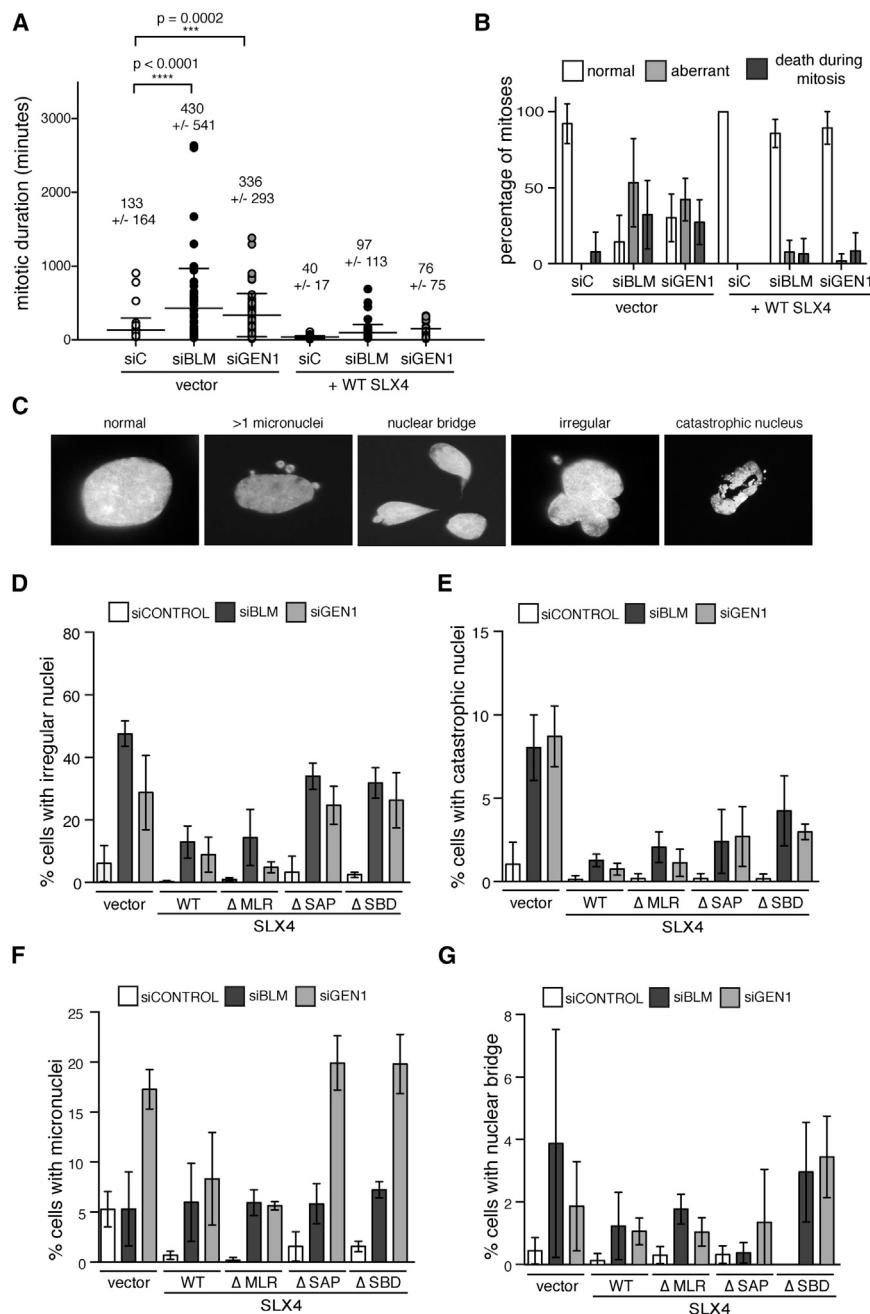 A
p = 0.0002
***
p < 0.0001
****
mitotic duration (minutes)
3000
2000
1000
0
133
+/- 164
430
+/- 541
336
+/- 293
40
+/- 17
97
+/- 113
76
+/- 75
siC siBLM siGEN1 siC siBLM siGEN1
vector + WT SLX4
B
normal aberrant death during mitosis
percentage of mitoses
100
50
0
siC siBLM siGEN1 siC siBLM siGEN1
vector + WT SLX4
C
normal >1 micronuclei nuclear bridge irregular catastrophic nucleus
D
siCONTROL siBLM siGEN1
% cells with irregular nuclei
80
60
40
20
0
vector WT Δ MLR Δ SAP Δ SBD
SLX4
E
siCONTROL siBLM siGEN1
% cells with catastrophic nuclei
15
10
5
0
vector WT Δ MLR Δ SAP Δ SBD
SLX4
F
siCONTROL siBLM siGEN1
% cells with micronuclei
25
20
15
10
5
0
vector WT Δ MLR Δ SAP Δ SBD
SLX4
G
siCONTROL siBLM siGEN1
% cells with nuclear bridge
8
6
4
2
0
vector WT Δ MLR Δ SAP Δ SBD
SLX4